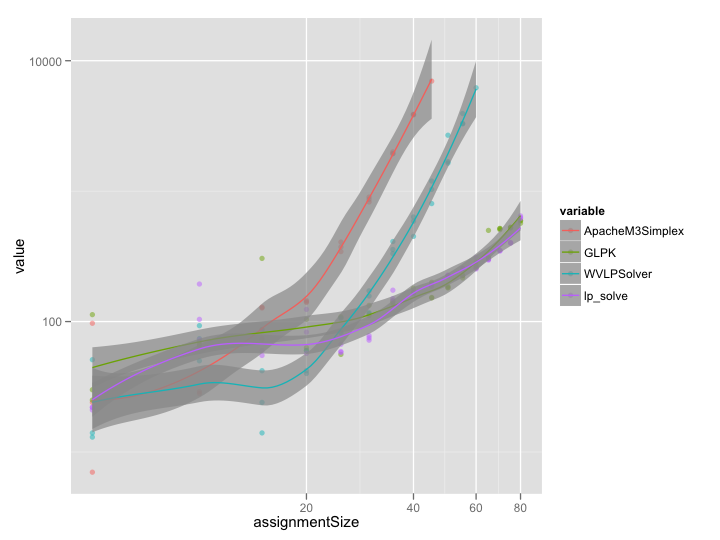 10000
100
value
20
40
60
80
assignmentSize
variable
ApacheM3Simplex
GLPK
WVLPSolver
lp_solve